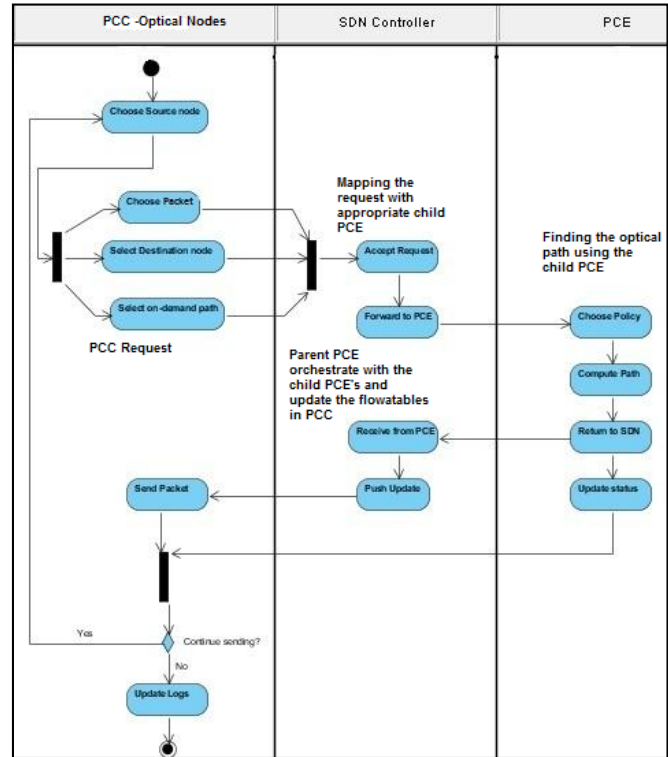 PCC -Optical Nodes
SDN Controller
PCE
Choose Source node
Choose Packet
Select Destination node
Select on-demand path
PCC Request
Mapping the
request with
appropriate child
PCE
Accept Request
Forward to PCE
Finding the optical
path using the
child PCE
Choose Policy
Compute Path
Return to SDN
Update status
Parent PCE
orchestrate with the
child PCE's and
update the flowatables
in PCC
Receive from PCE
Push Update
Send Packet
Continue sending?
Yes
No
Update Logs